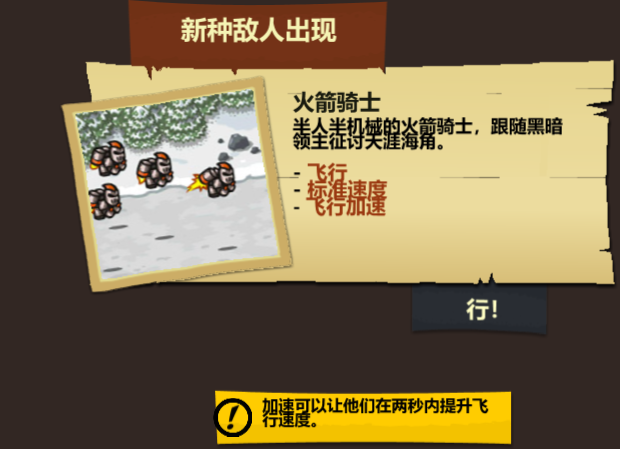 新种敌人出现
火箭骑士
半人半机械的火箭骑士，跟随黑暗
领主征讨天涯海角。
- 飞行
- 标准速度
- 飞行加速
行！
加速可以让他们在两秒内提升飞
行速度。